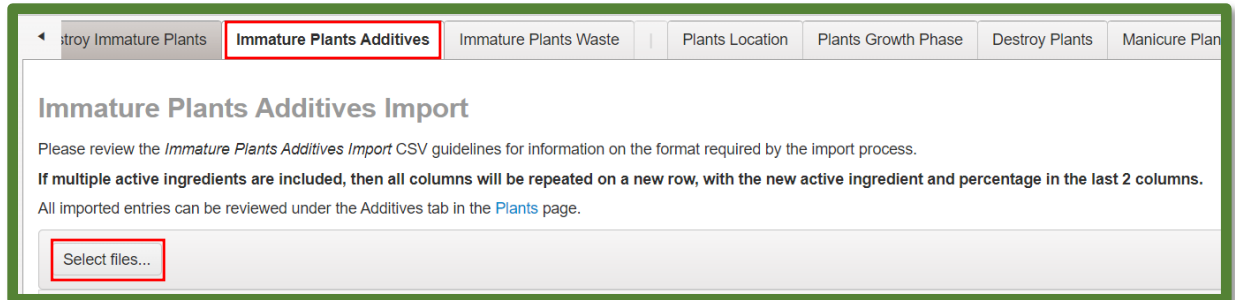 stroy Immature Plants Immature Plants Additives Immature Plants Waste | Plants Location Plants Growth Phase Destroy Plants Manicure Plan
Immature Plants Additives Import
Please review the Immature Plants Additives Import CSV guidelines for information on the format required by the import process.
If multiple active ingredients are included, then all columns will be repeated on a new row, with the new active ingredient and percentage in the last 2 columns.
All imported entries can be reviewed under the Additives tab in the Plants page.
Select files...